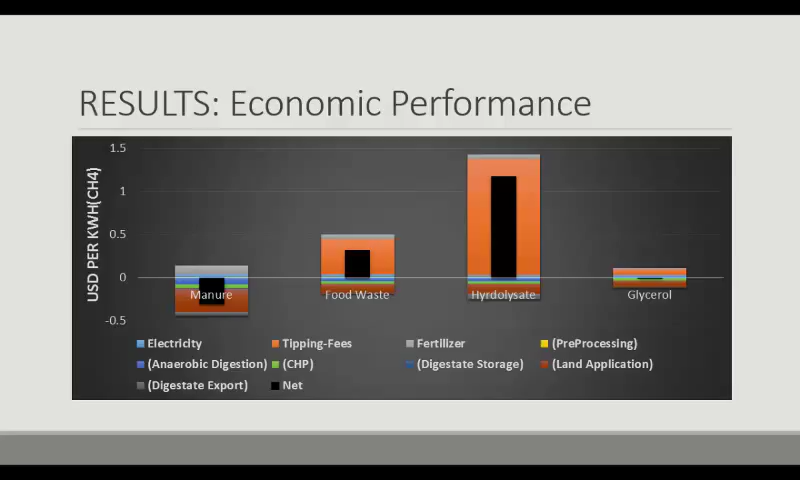 RESULTS: Economic Performance
USD PER KWH(CH4)
1.5
1
0.5
0
-0.5
Manure Food Waste Hyrdolysate Glycerol
Electricity Tipping-Fees Fertilizer (PreProcessing)
(Anaerobic Digestion) (CHP) (Digestate Storage) (Land Application)
(Digestate Export) Net